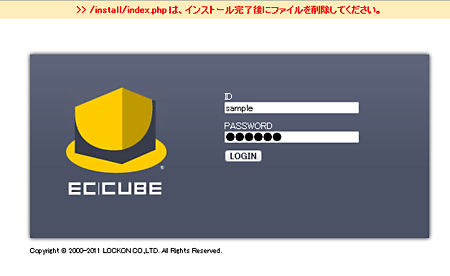 >> /install/index.php は、インストール完了後にファイルを削除してください。
ID
sample
PASSWORD
●●●●●●
LOGIN
EC|CUBE
®
Copyright © 2000-2011 LOCKON CO.,LTD. All Rights Reserved.